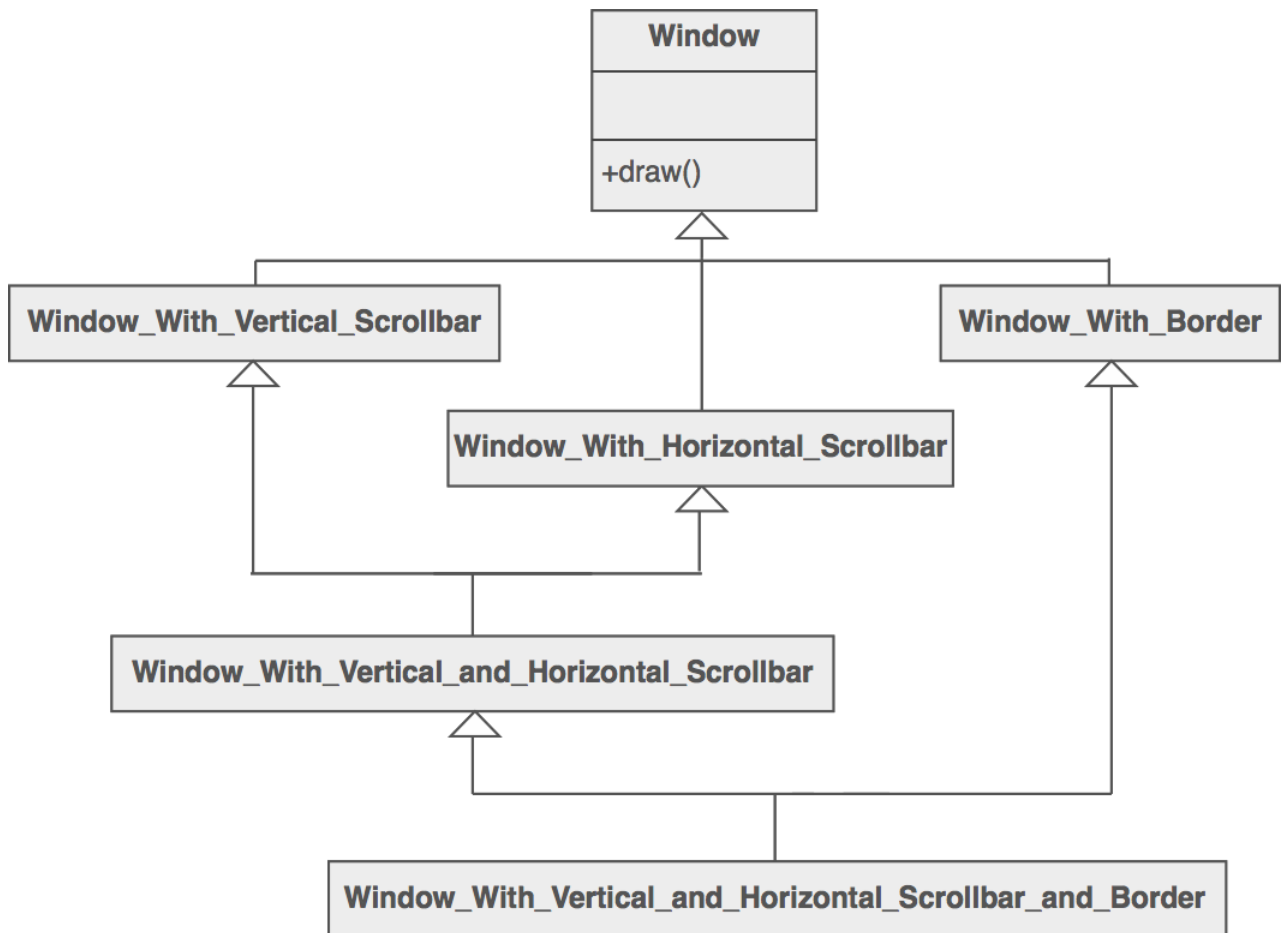 Window
+draw()
Window_With_Vertical_Scrollbar
Window_With_Border
Window_With_Horizontal_Scrollbar
Window_With_Vertical_and_Horizontal_Scrollbar
Window_With_Vertical_and_Horizontal_Scrollbar_and_Border